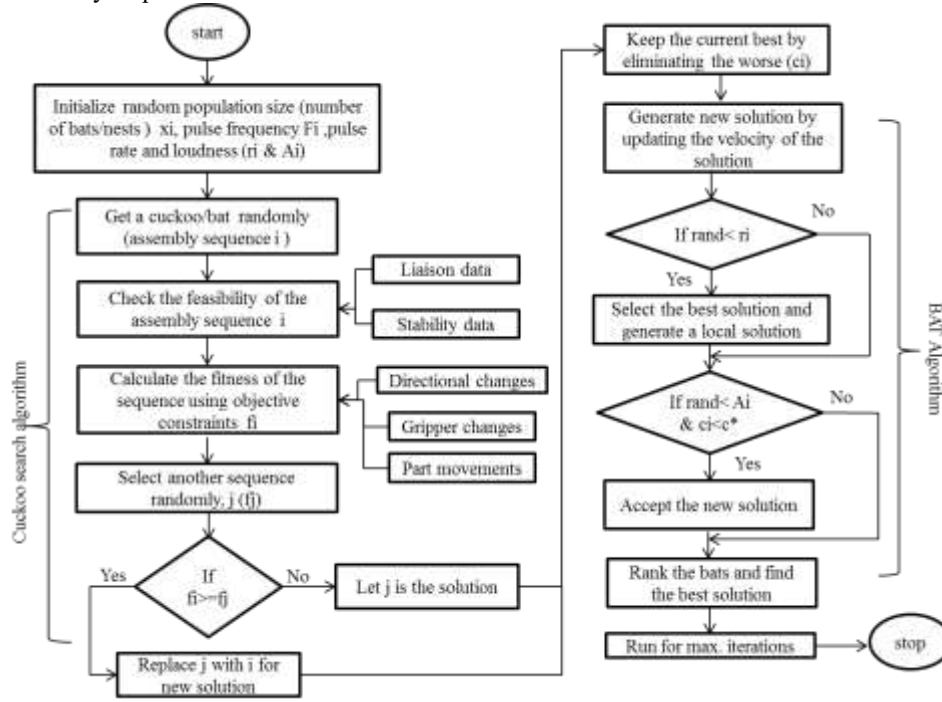 start
Initialize random population size (number
of bats/nests ) xi, pulse frequency Fi ,pulse
rate and loudness (ri & Ai)
Get a cuckoo/bat randomly
(assembly sequence i )
Check the feasibility of the
assembly sequence i
Liaison data
Stability data
Calculate the fitness of the
sequence using objective
constraints fi
Directional changes
Gripper changes
Part movements
Select another sequence
randomly, j (fj)
If
fi>=fj
Yes
No
Let j is the solution
Replace j with i for
new solution
Cuckoo search algorithm
Keep the current best by
eliminating the worse (ci)
Generate new solution by
updating the velocity of the
solution
If rand< ri
No
Yes
Select the best solution and
generate a local solution
If rand< Ai
& ci<c*
No
Yes
Accept the new solution
Rank the bats and find
the best solution
Run for max. iterations
stop
BAT Algorithm